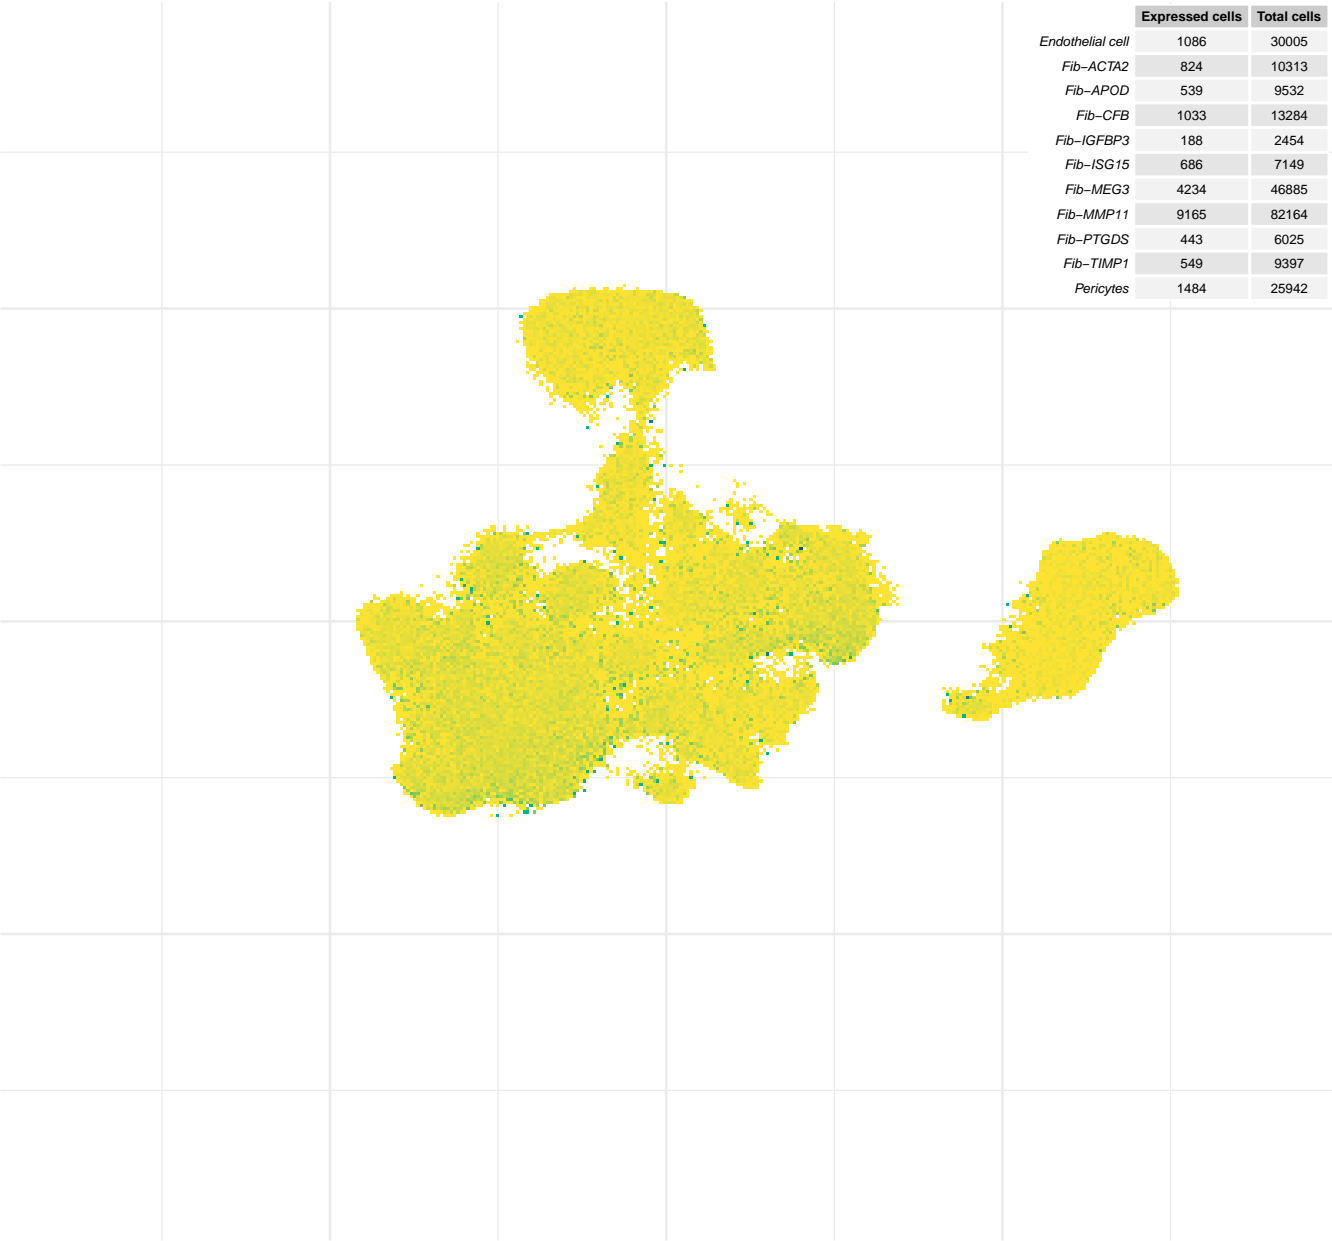 Expressed cells Total cells
Endothelial cell 1086 30005
Fib−ACTA2 824 10313
Fib−APOD 539 9532
Fib−CFB 1033 13284
Fib−IGFBP3 188 2454
Fib−ISG15 686 7149
Fib−MEG3 4234 46885
Fib−MMP11 9165 82164
Fib−PTGDS 443 6025
Fib−TIMP1 549 9397
Pericytes 1484 25942